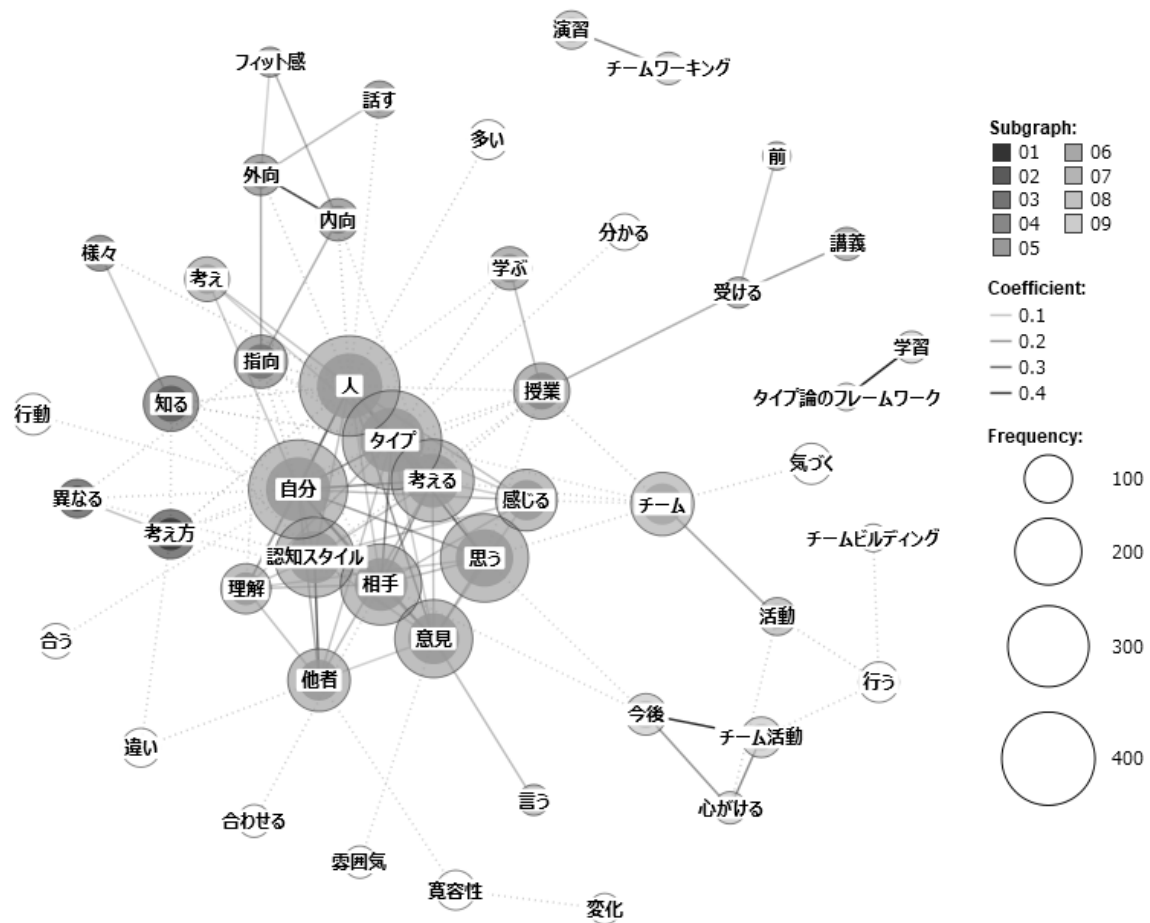 演習
チームワーキング
フィット感
話す
多い
前
外向
内向
分かる
講義
様々
考え
学ぶ
受ける
指向
人
授業
学習
タイプ論のフレームワーク
知る
行動
タイプ
気づく
考える
自分
異なる
感じる
チーム
考え方
チームビルディング
認知スタイル
思う
理解
相手
活動
合う
意見
他者
行う
今後
チーム活動
違い
言う
心がける
合わせる
雰囲気
寛容性
変化
Subgraph:
01 06
02 07
03 08
04 09
05
Coefficient:
0.1
0.2
0.3
0.4
Frequency:
100
200
300
400